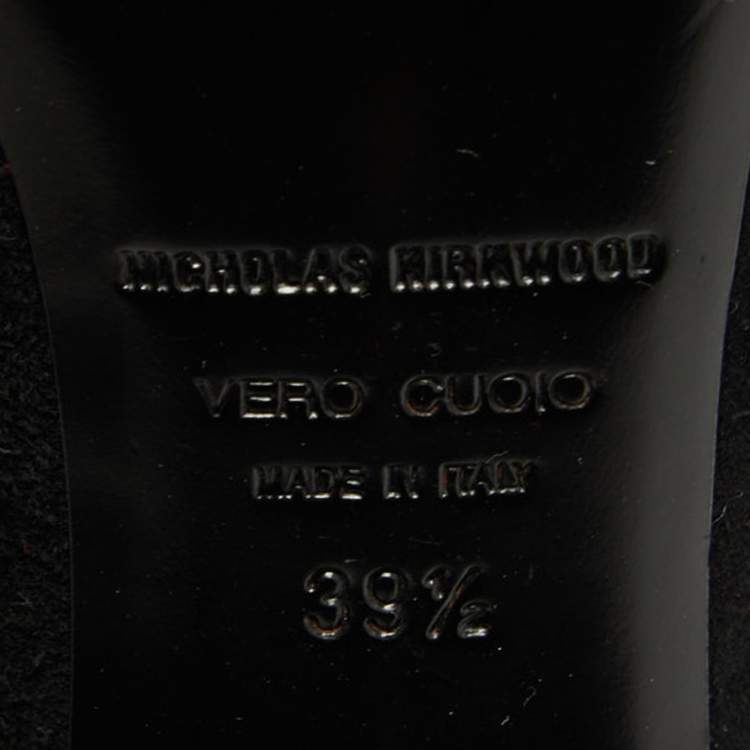 NICHOLAS KIRKWOOD
VERO CUOIO
MADE IN ITALY
39½